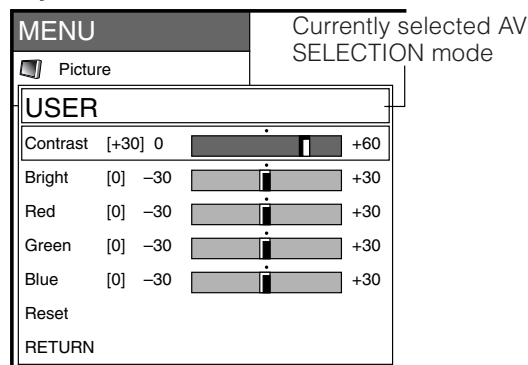 MENU
Currently selected AV
SELECTION mode
Picture
USER
Contrast [+30] 0 +60
Bright [0] –30 +30
Red [0] –30 +30
Green [0] –30 +30
Blue [0] –30 +30
Reset
RETURN